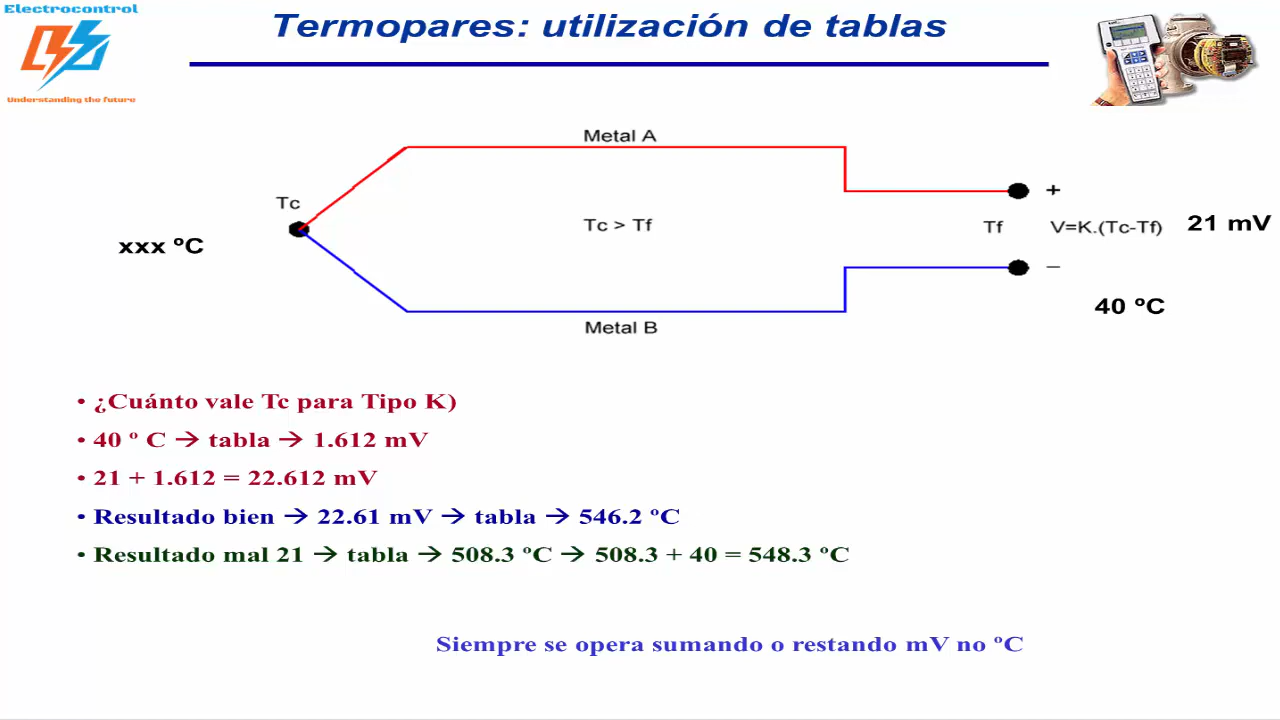 Electrocontrol
Understanding the future
Termopares: utilización de tablas
Metal A
Tc
+
xxx ºC
Tc > Tf
Tf
V=K.(Tc-Tf)
21 mV
–
40 ºC
Metal B
• ¿Cuánto vale Tc para Tipo K)
• 40 º C → tabla → 1.612 mV
• 21 + 1.612 = 22.612 mV
• Resultado bien → 22.61 mV → tabla → 546.2 ºC
• Resultado mal 21 → tabla → 508.3 ºC → 508.3 + 40 = 548.3 ºC
Siempre se opera sumando o restando mV no ºC